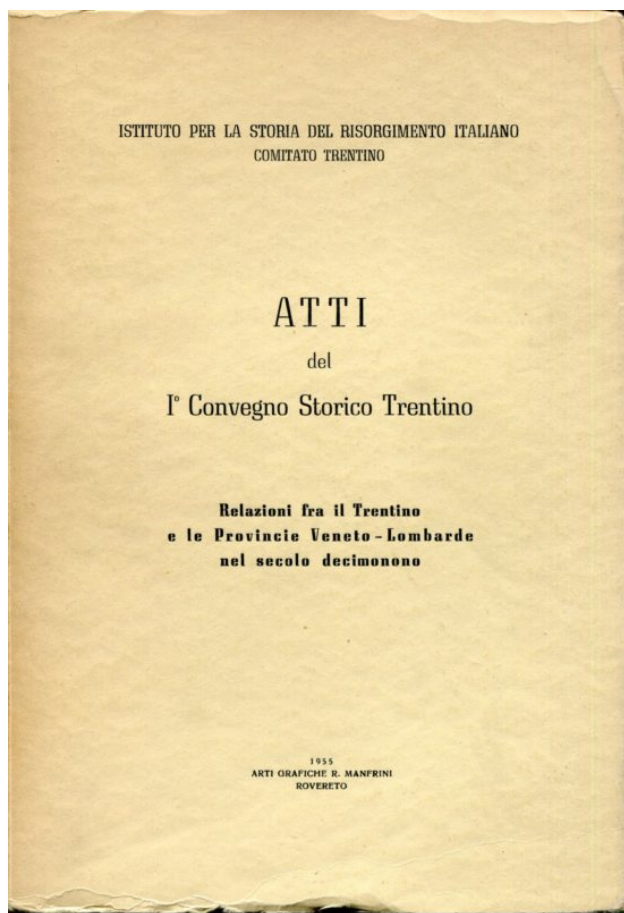 ISTITUTO PER LA STORIA DEL RISORGIMENTO ITALIANO
COMITATO TRENTINO
ATTI
del
I° Convegno Storico Trentino
Relazioni fra il Trentino
e le Provincie Veneto-Lombarde
nel secolo decimonono
1955
ARTI GRAFICHE R. MANFRINI
ROVERETO